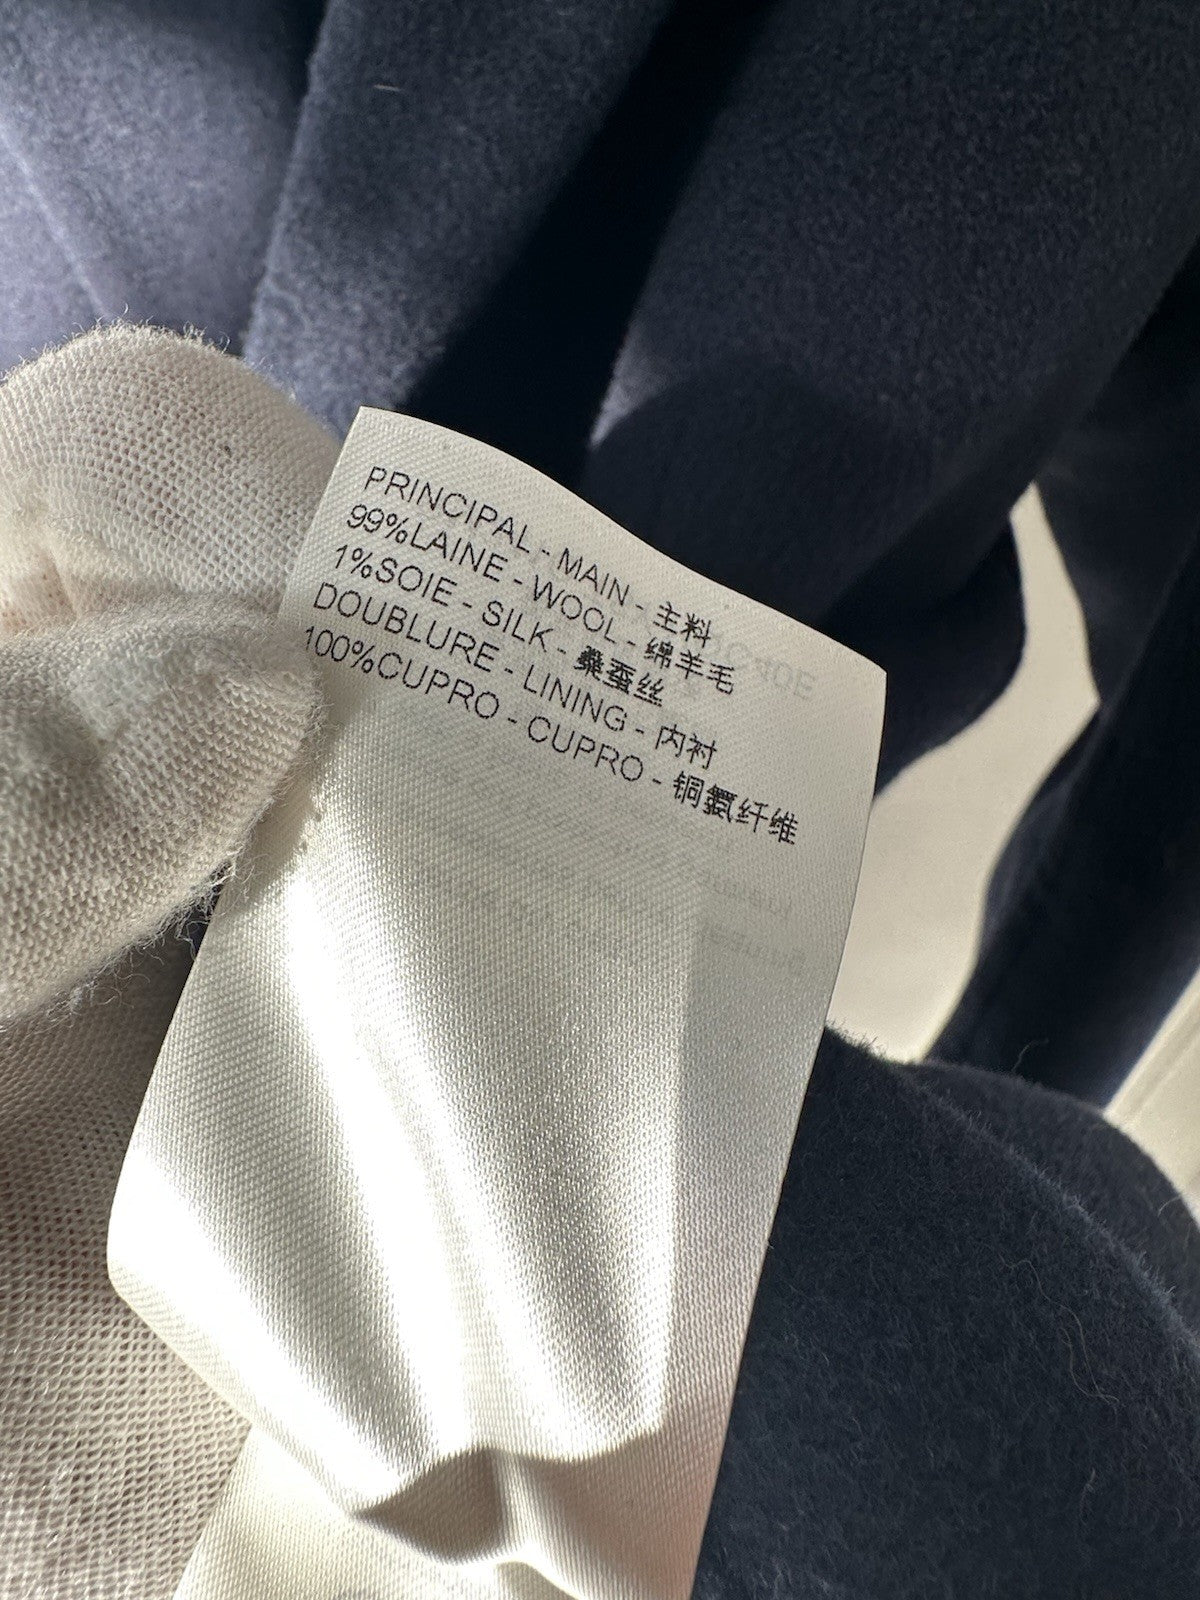 PRINCIPAL - MAIN - 主料
99%LAINE - WOOL - 绵羊毛
1%SOIE - SILK - 桑蚕丝
DOUBLURE - LINING - 内衬
100%CUPRO - CUPRO - 铜氨纤维